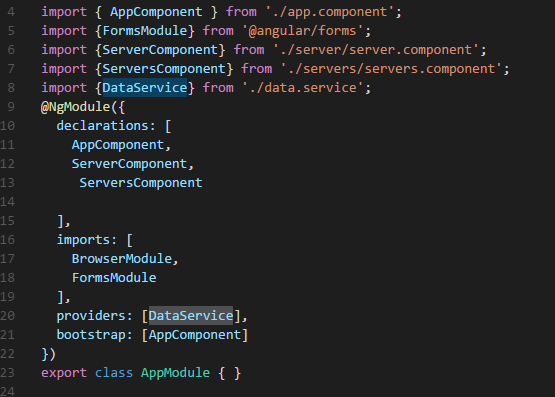 4 import { AppComponent } from './app.component';
5 import {FormsModule} from '@angular/forms';
6 import {ServerComponent} from './server/server.component';
7 import {ServersComponent} from './servers/servers.component';
8 import {DataService} from './data.service';
9 @NgModule({
10 declarations: [
11 AppComponent,
12 ServerComponent,
13 ServersComponent
14
15 ],
16 imports: [
17 BrowserModule,
18 FormsModule
19 ],
20 providers: [DataService],
21 bootstrap: [AppComponent]
22 })
23 export class AppModule { }
24